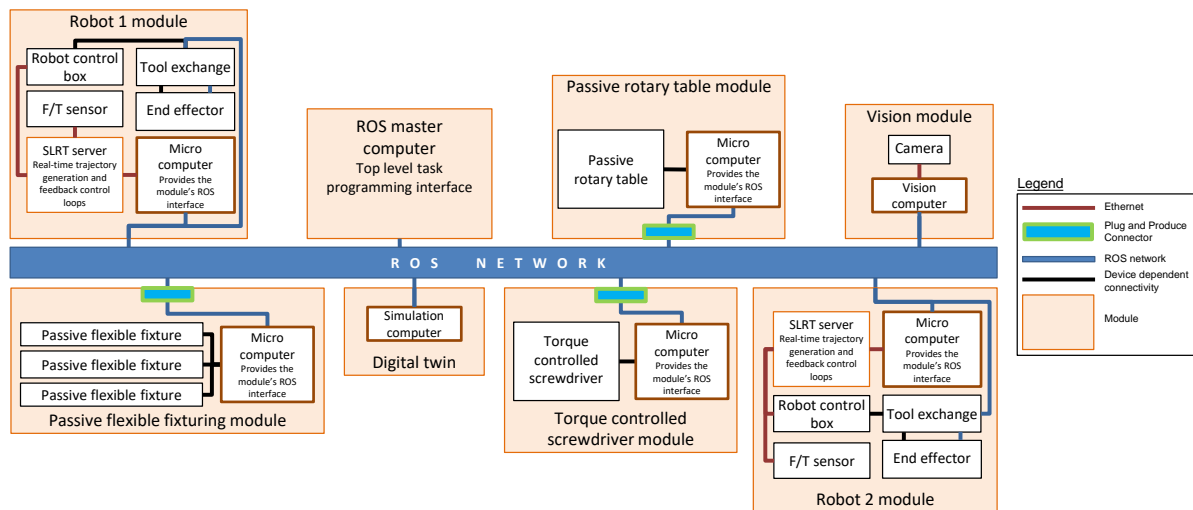 Robot 1 module
Robot control
box
Tool exchange
F/T sensor
End effector
SLRT server
Real-time trajectory
generation and
feedback control
loops
Micro
computer
Provides the
module's ROS
interface
ROS master
computer
Top level task
programming interface
Passive rotary table module
Passive
rotary table
Micro
computer
Provides the
module's ROS
interface
Vision module
Camera
Vision
computer
Legend
Ethernet
Plug and Produce
Connector
ROS network
Device dependent
connectivity
Module
ROS NETWORK
Passive flexible fixture
Passive flexible fixture
Passive flexible fixture
Micro
computer
Provides the
module's ROS
interface
Passive flexible fixturing module
Simulation
computer
Digital twin
Torque
controlled
screwdriver
Micro
computer
Provides the
module's ROS
interface
Torque controlled
screwdriver module
SLRT server
Real-time trajectory
generation and
feedback control
loops
Micro
computer
Provides the
module's ROS
interface
Robot control
box
Tool exchange
F/T sensor
End effector
Robot 2 module